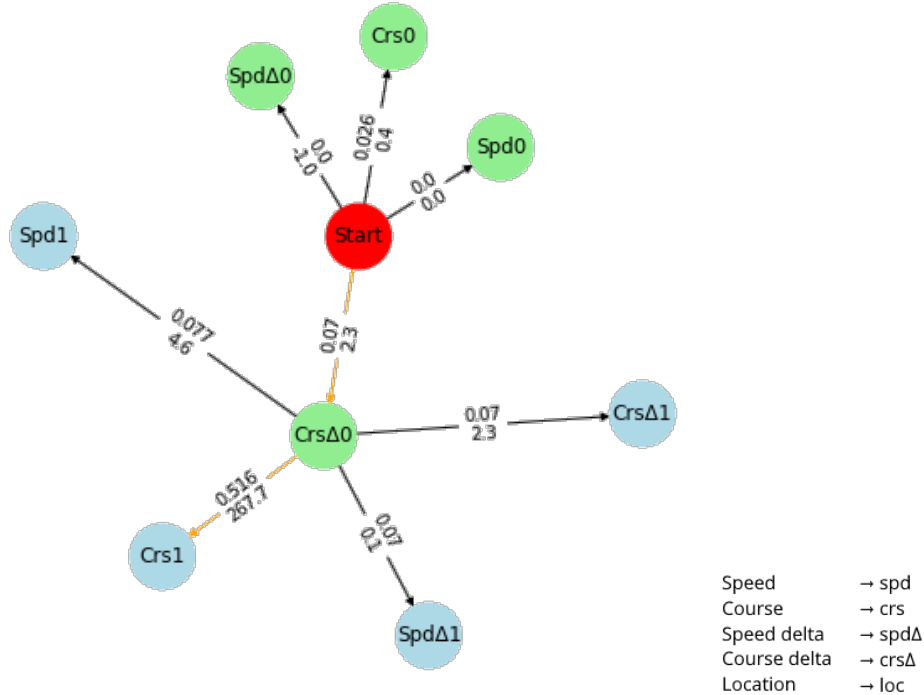 Crs0
SpdΔ0
0.026
0.4
0.0
-1.0
Spd0
0.0
0.0
Spd1
Start
0.07
2.3
0.077
4.6
CrsΔ1
0.07
2.3
CrsΔ0
0.516
267.7
0.07
0.1
Crs1
SpdΔ1
Speed → spd
Course → crs
Speed delta → spdΔ
Course delta → crsΔ
Location → loc